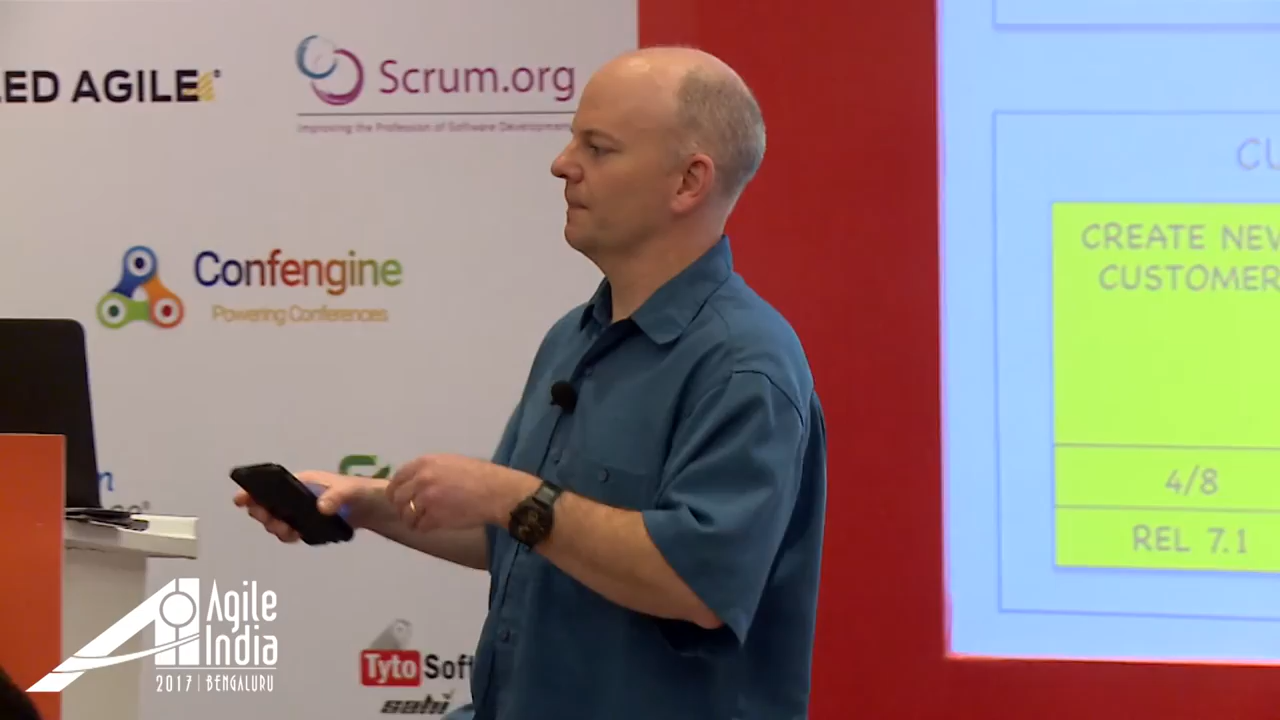 LED AGILE
Scrum.org
Improving the Profession of Software Development
Confengine
Powering Conferences
CREATE NEW
CUSTOMER
4/8
REL 7.1
Tyto Soft
sahi
Agile
India
2017 | BENGALURU